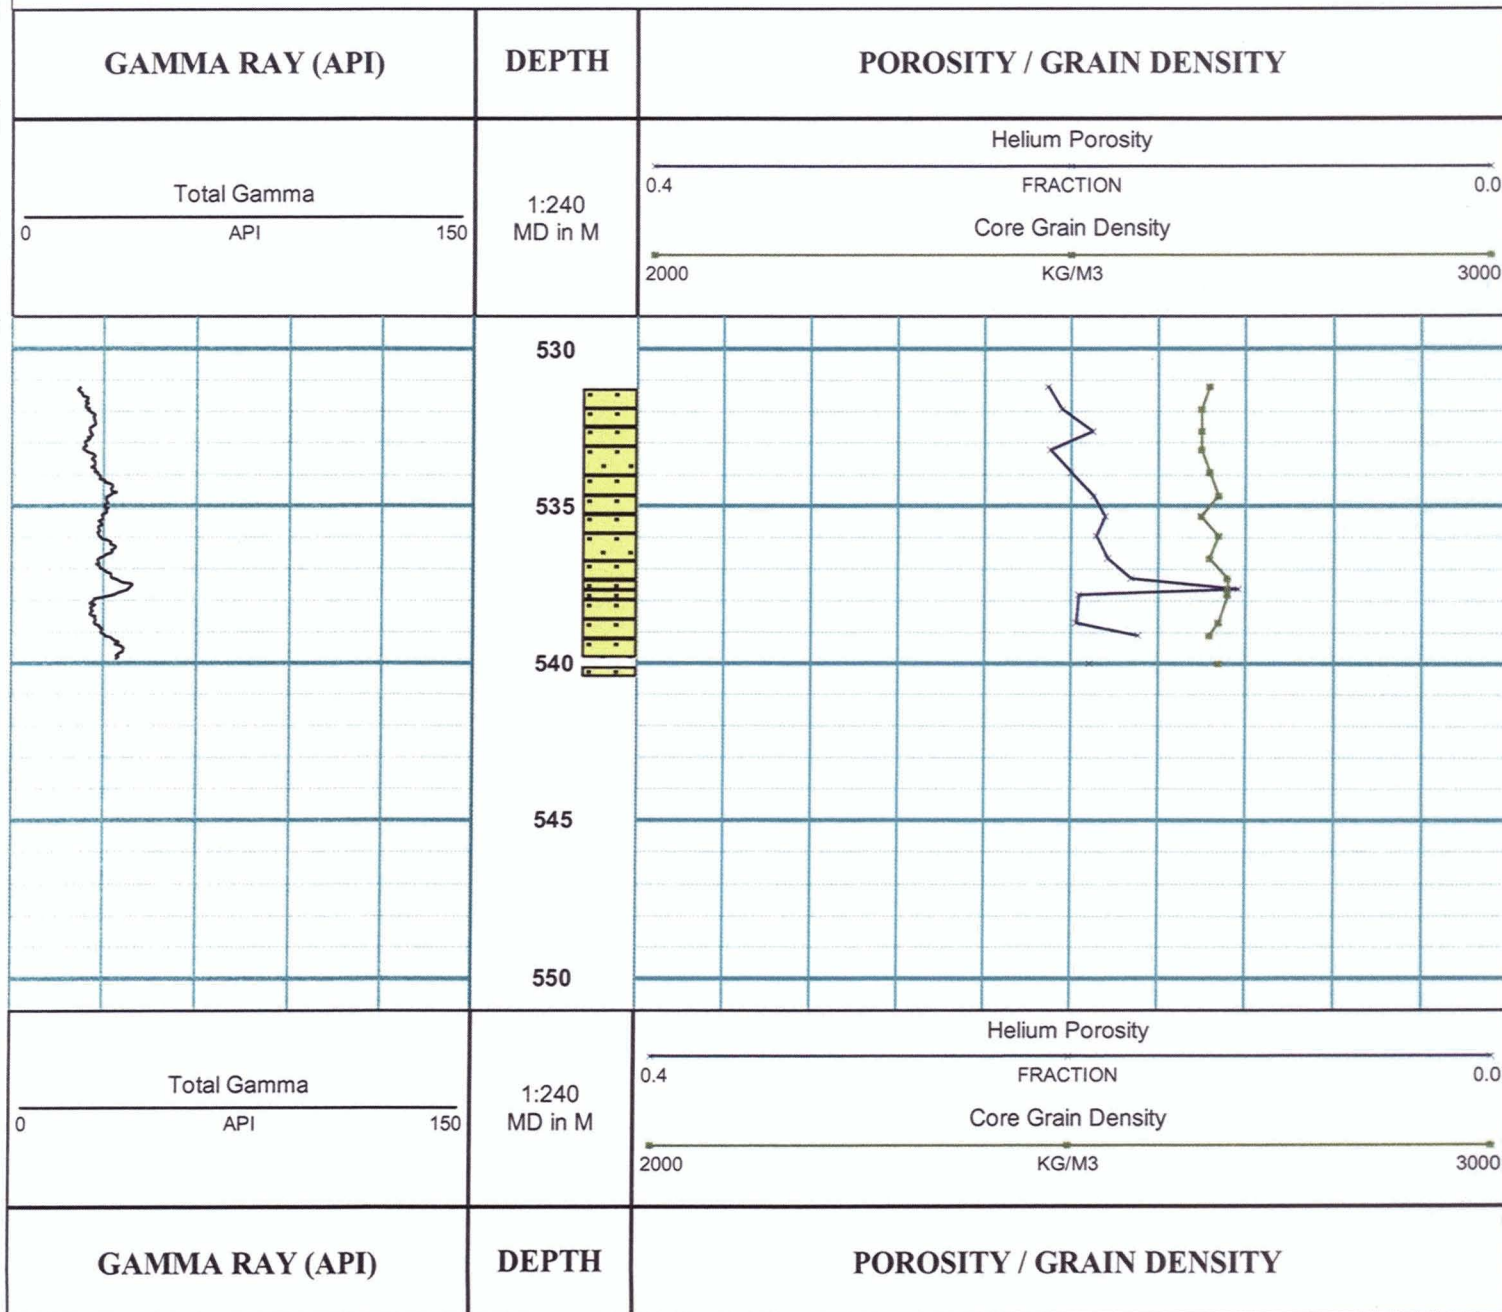 GAMMA RAY (API) DEPTH POROSITY / GRAIN DENSITY
Helium Porosity
0.4 FRACTION 0.0
Total Gamma
0 API 150
1:240
MD in M
Core Grain Density
2000 KG/M3 3000
530
535
540
545
550
Helium Porosity
0.4 FRACTION 0.0
Total Gamma
0 API 150
1:240
MD in M
Core Grain Density
2000 KG/M3 3000
GAMMA RAY (API) DEPTH POROSITY / GRAIN DENSITY